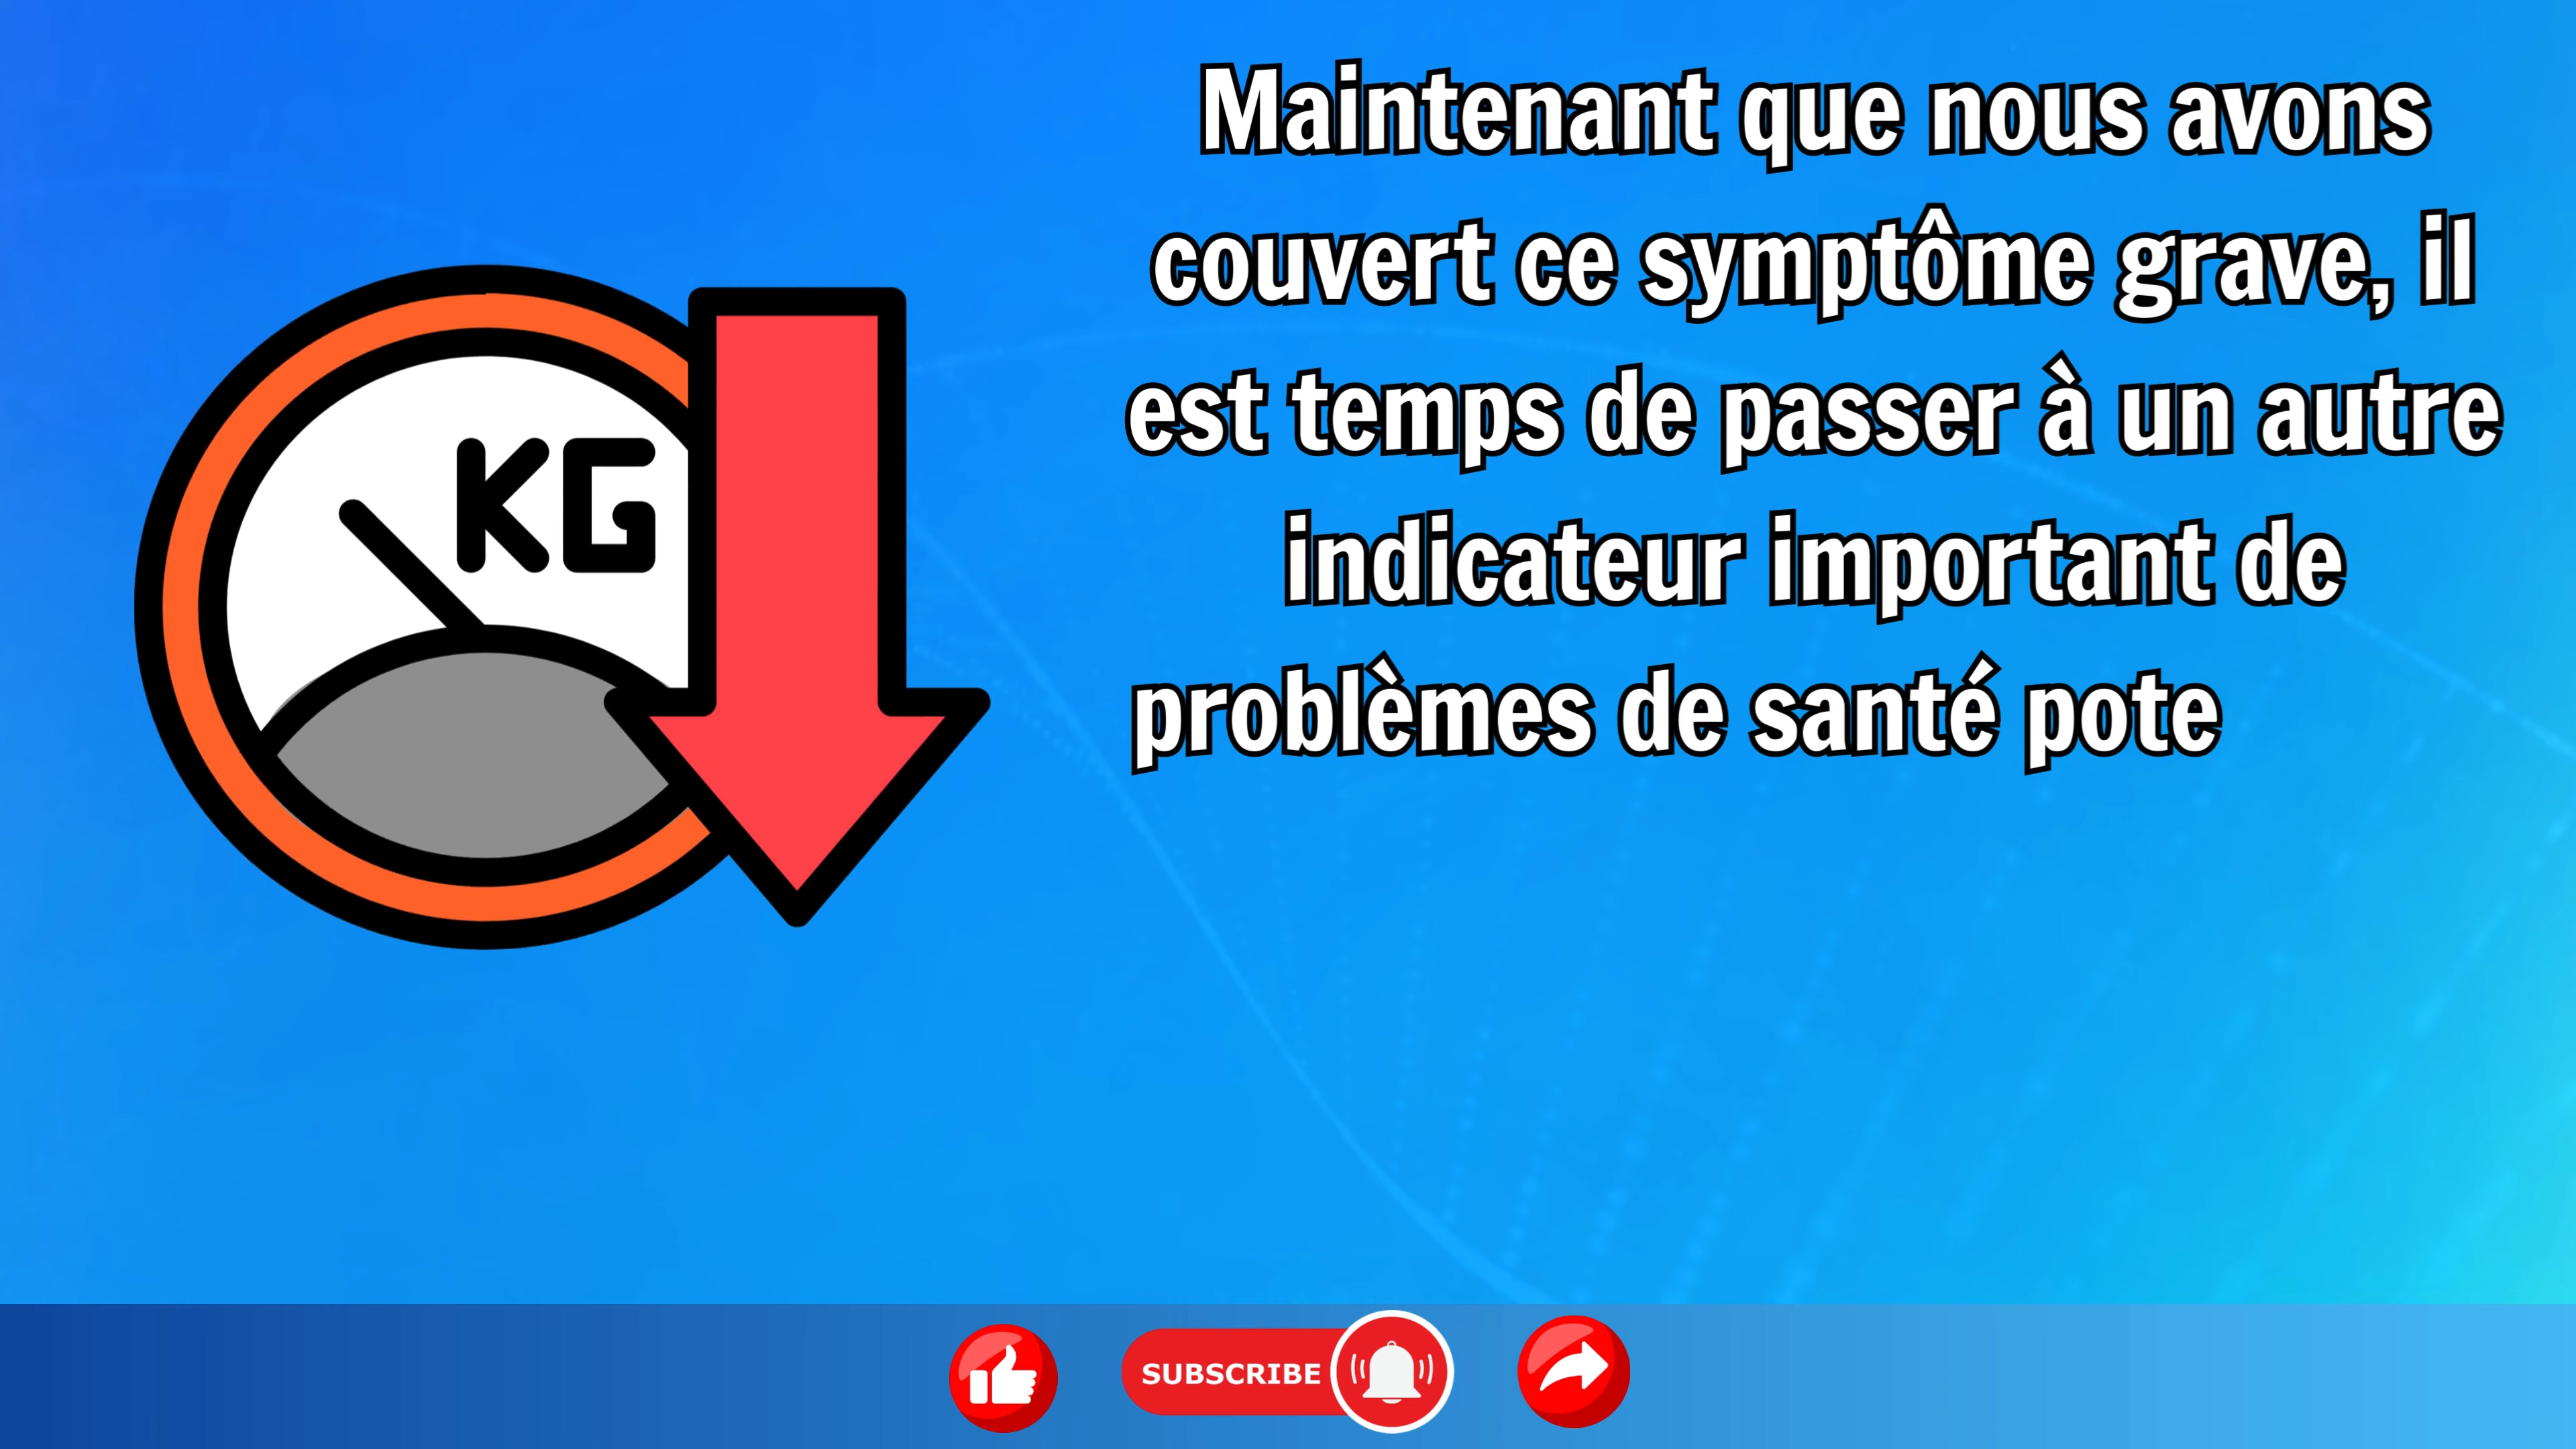 Maintenant que nous avons
couvert ce symptôme grave, il
est temps de passer à un autre
indicateur important de
problèmes de santé pote
KG
SUBSCRIBE